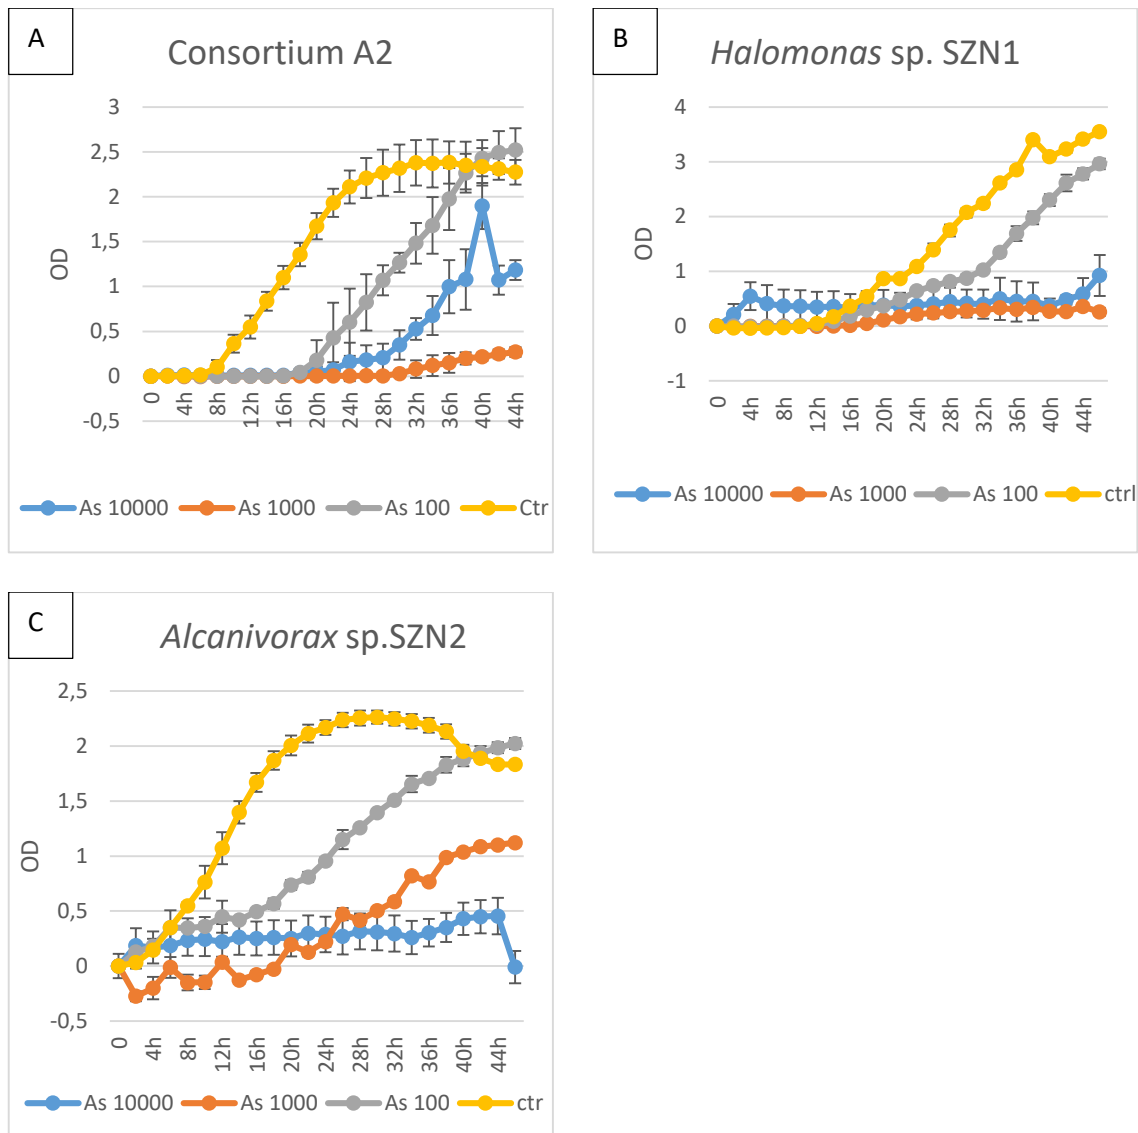 A
Consortium A2
3
2,5
2
1,5
1
0,5
0
-0,5
OD
0
4h
8h
12h
16h
20h
24h
28h
32h
36h
40h
44h
As 10000 As 1000 As 100 Ctr
B
Halomonas sp. SZN1
4
3
2
1
0
-1
OD
0
4h
8h
12h
16h
20h
24h
28h
32h
36h
40h
44h
As 10000 As 1000 As 100 ctrl
C
Alcanivorax sp.SZN2
2,5
2
1,5
1
0,5
0
-0,5
OD
0
4h
8h
12h
16h
20h
24h
28h
32h
36h
40h
44h
As 10000 As 1000 As 100 ctr